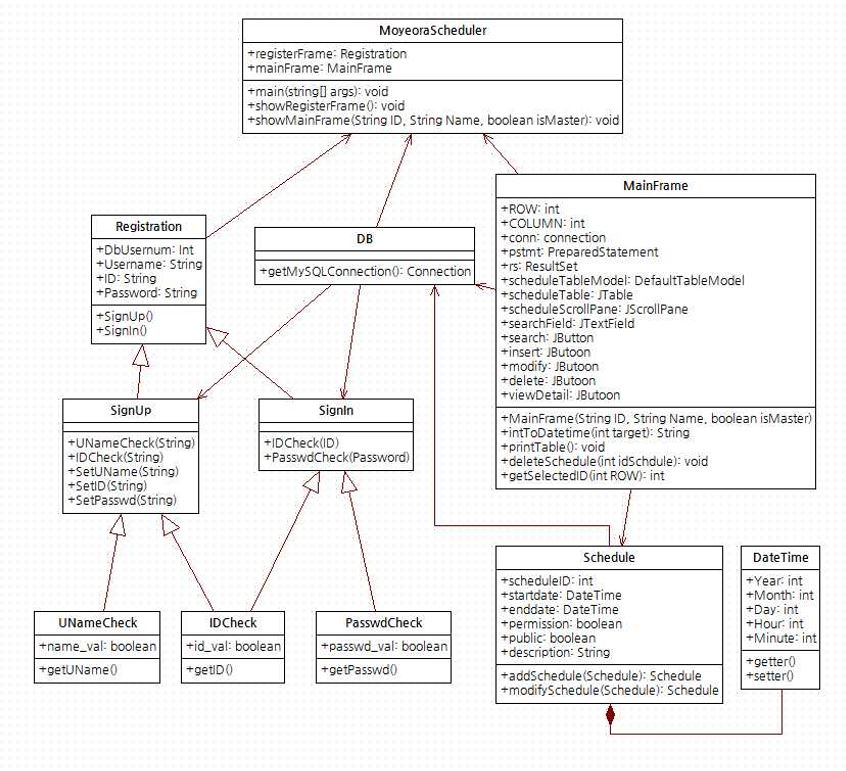 MoyeoraScheduler
+registerFrame: Registration
+mainFrame: MainFrame
+main(string[] args): void
+showRegisterFrame(): void
+showMainFrame(String ID, String Name, boolean isMaster): void
MainFrame
+ROW: int
+COLUMN: int
+conn: connection
+pstmt: PreparedStatement
+rs: ResultSet
+scheduleTableModel: DefaultTableModel
+scheduleTable: JTable
+scheduleScrollPane: JScrollPane
+searchField: JTextField
+search: JButton
+insert: JButoon
+modify: JButoon
+delete: JButoon
+viewDetail: JButoon
+MainFrame(String ID, String Name, boolean isMaster)
+intToDatetime(int target): String
+printTable(): void
+deleteSchedule(int idSchdule): void
+getSelectedID(int ROW): int
Registration
+DbUsernum: Int
+Username: String
+ID: String
+Password: String
+SignUp()
+SignIn()
DB
+getMySQLConnection(): Connection
SignUp
+UNameCheck(String)
+IDCheck(String)
+SetUName(String)
+SetID(String)
+SetPasswd(String)
SignIn
+IDCheck(ID)
+PasswdCheck(Password)
UNameCheck
+name_val: boolean
+getUName()
IDCheck
+id_val: boolean
+getID()
PasswdCheck
+passwd_val: boolean
+getPasswd()
Schedule
+scheduleID: int
+startdate: DateTime
+enddate: DateTime
+permission: boolean
+public: boolean
+description: String
+addSchedule(Schedule): Schedule
+modifySchedule(Schedule): Schedule
DateTime
+Year: int
+Month: int
+Day: int
+Hour: int
+Minute: int
+getter()
+setter()